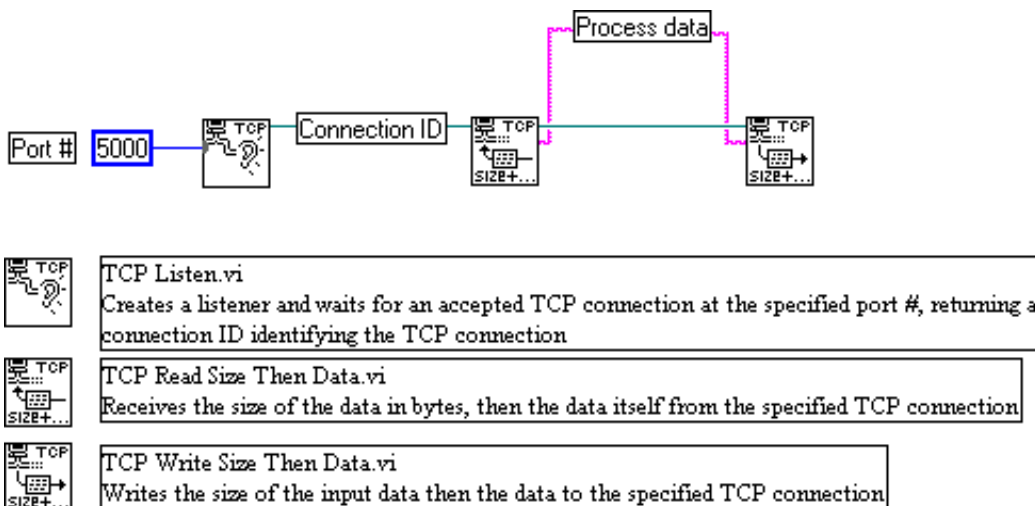 Process data
Port # 5000 TCP Connection ID TCP TCP
size+... size+...
TCP
TCP Listen.vi
Creates a listener and waits for an accepted TCP connection at the specified port #, returning a
connection ID identifying the TCP connection
TCP
size+...
TCP Read Size Then Data.vi
Receives the size of the data in bytes, then the data itself from the specified TCP connection
TCP
size+...
TCP Write Size Then Data.vi
Writes the size of the input data then the data to the specified TCP connection